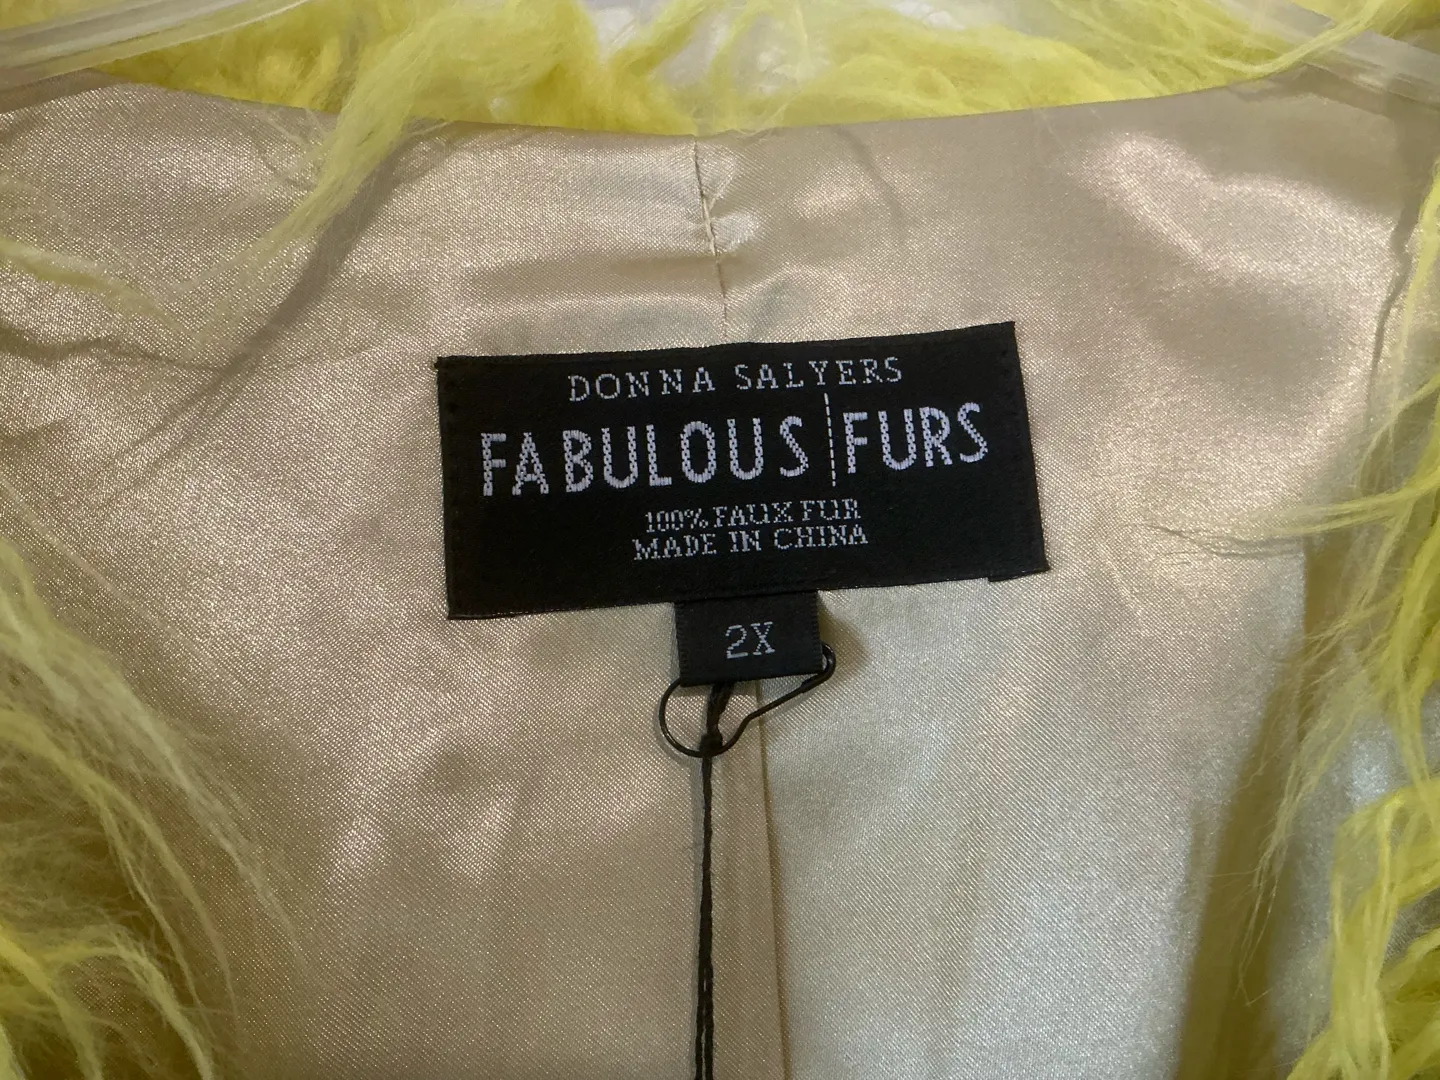 DONNA SALYERS
FABULOUS FURS
100% FAUX FUR
MADE IN CHINA
2X